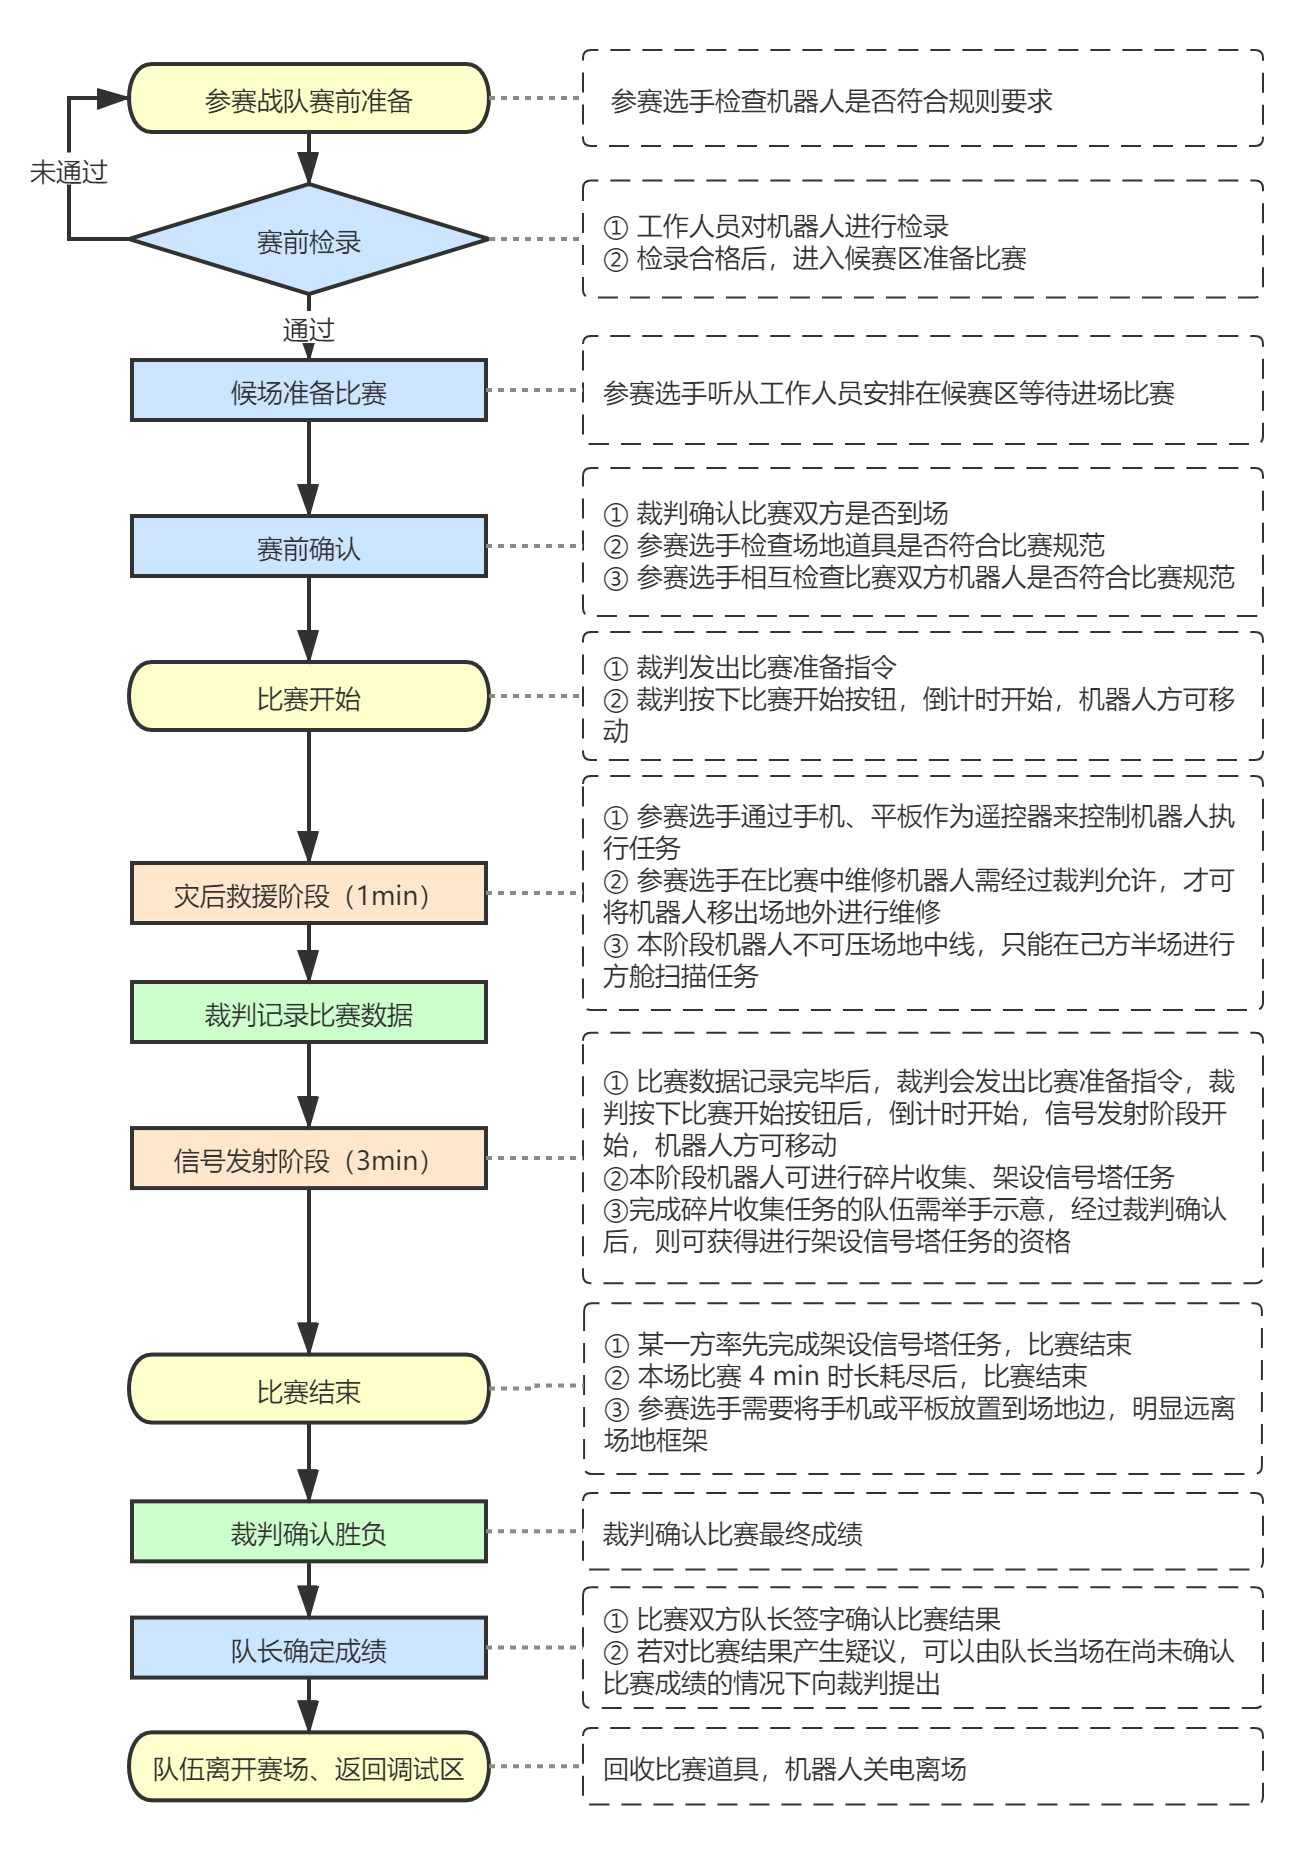 参赛战队赛前准备
参赛选手检查机器人是否符合规则要求
未通过
赛前检录
① 工作人员对机器人进行检录
② 检录合格后，进入候赛区准备比赛
通过
候场准备比赛
参赛选手听从工作人员安排在候赛区等待进场比赛
赛前确认
① 裁判确认比赛双方是否到场
② 参赛选手检查场地道具是否符合比赛规范
③ 参赛选手相互检查比赛双方机器人是否符合比赛规范
比赛开始
① 裁判发出比赛准备指令
② 裁判按下比赛开始按钮，倒计时开始，机器人方可移
动
灾后救援阶段（1min）
① 参赛选手通过手机、平板作为遥控器来控制机器人执
行任务
② 参赛选手在比赛中维修机器人需经过裁判允许，才可
将机器人移出场地外进行维修
③ 本阶段机器人不可压场地中线，只能在己方半场进行
方舱扫描任务
裁判记录比赛数据
信号发射阶段（3min）
① 比赛数据记录完毕后，裁判会发出比赛准备指令，裁
判按下比赛开始按钮后，倒计时开始，信号发射阶段开
始，机器人方可移动
②本阶段机器人可进行碎片收集、架设信号塔任务
③完成碎片收集任务的队伍需举手示意，经过裁判确认
后，则可获得进行架设信号塔任务的资格
比赛结束
① 某一方率先完成架设信号塔任务，比赛结束
② 本场比赛 4 min 时长耗尽后，比赛结束
③ 参赛选手需要将手机或平板放置到场地边，明显远离
场地框架
裁判确认胜负
裁判确认比赛最终成绩
队长确定成绩
① 比赛双方队长签字确认比赛结果
② 若对比赛结果产生疑议，可以由队长当场在尚未确认
比赛成绩的情况下向裁判提出
队伍离开赛场、返回调试区
回收比赛道具，机器人关电离场